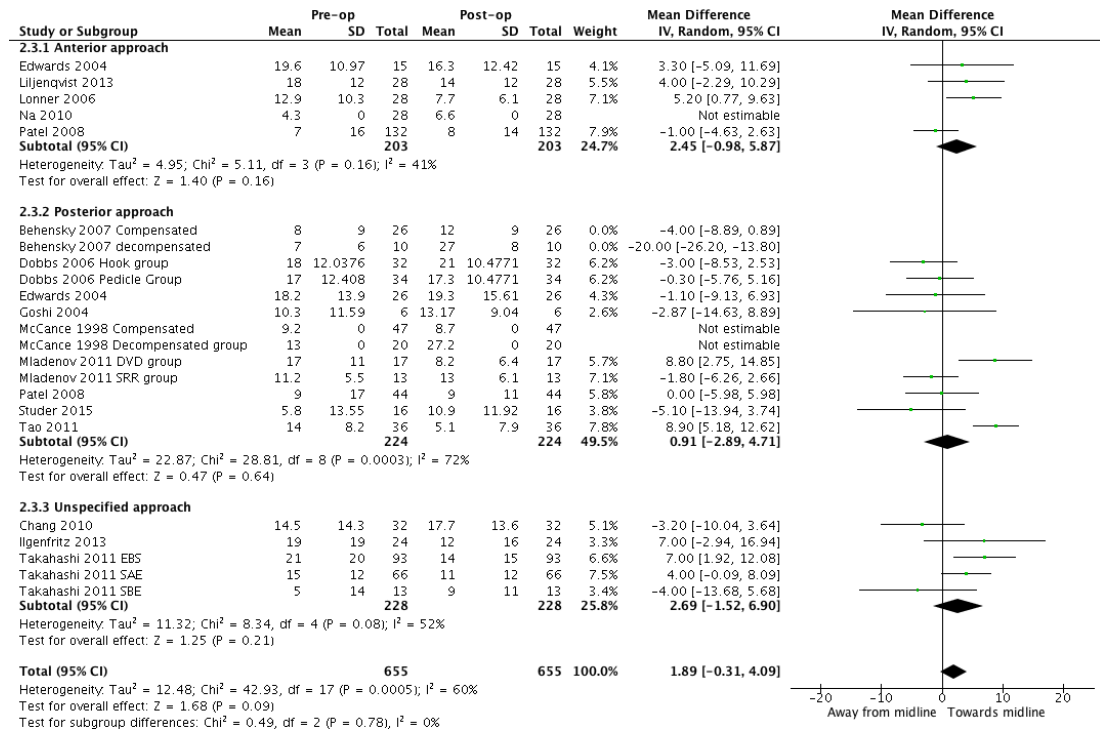 Pre-op Post-op Mean Difference Mean Difference
Study or Subgroup Mean SD Total Mean SD Total Weight IV, Random, 95% CI IV, Random, 95% CI
2.3.1 Anterior approach
Edwards 2004 19.6 10.97 15 16.3 12.42 15 4.1% 3.30 [-5.09, 11.69]
Liljenqvist 2013 18 12 28 14 12 28 5.5% 4.00 [-2.29, 10.29]
Lonner 2006 12.9 10.3 28 7.7 6.1 28 7.1% 5.20 [0.77, 9.63]
Na 2010 4.3 0 28 6.6 0 28 Not estimable
Patel 2008 7 16 132 8 14 132 7.9% -1.00 [-4.63, 2.63]
Subtotal (95% CI) 203 203 24.7% 2.45 [-0.98, 5.87]
Heterogeneity: Tau² = 4.95; Chi² = 5.11, df = 3 (P = 0.16); I² = 41%
Test for overall effect: Z = 1.40 (P = 0.16)
2.3.2 Posterior approach
Behensky 2007 Compensated 8 9 26 12 9 26 0.0% -4.00 [-8.89, 0.89]
Behensky 2007 decompensated 7 6 10 27 8 10 0.0% -20.00 [-26.20, -13.80]
Dobbs 2006 Hook group 18 12.0376 32 21 10.4771 32 6.2% -3.00 [-8.53, 2.53]
Dobbs 2006 Pedicle Group 17 12.408 34 17.3 10.4771 34 6.2% -0.30 [-5.76, 5.16]
Edwards 2004 18.2 13.9 26 19.3 15.61 26 4.3% -1.10 [-9.13, 6.93]
Goshi 2004 10.3 11.59 6 13.17 9.04 6 2.6% -2.87 [-14.63, 8.89]
McCance 1998 Compensated 9.2 0 47 8.7 0 47 Not estimable
McCance 1998 Decompensated group 13 0 20 27.2 0 20 Not estimable
Mladenov 2011 DVD group 17 11 17 8.2 6.4 17 5.7% 8.80 [2.75, 14.85]
Mladenov 2011 SRR group 11.2 5.5 13 13 6.1 13 7.1% -1.80 [-6.26, 2.66]
Patel 2008 9 17 44 9 11 44 5.8% 0.00 [-5.98, 5.98]
Studer 2015 5.8 13.55 16 10.9 11.92 16 3.8% -5.10 [-13.94, 3.74]
Tao 2011 14 8.2 36 5.1 7.9 36 7.8% 8.90 [5.18, 12.62]
Subtotal (95% CI) 224 224 49.5% 0.91 [-2.89, 4.71]
Heterogeneity: Tau² = 22.87; Chi² = 28.81, df = 8 (P = 0.0003); I² = 72%
Test for overall effect: Z = 0.47 (P = 0.64)
2.3.3 Unspecified approach
Chang 2010 14.5 14.3 32 17.7 13.6 32 5.1% -3.20 [-10.04, 3.64]
Ilgenfritz 2013 19 19 24 12 16 24 3.3% 7.00 [-2.94, 16.94]
Takahashi 2011 EBS 21 20 93 14 15 93 6.6% 7.00 [1.92, 12.08]
Takahashi 2011 SAE 15 12 66 11 12 66 7.5% 4.00 [-0.09, 8.09]
Takahashi 2011 SBE 5 14 13 9 11 13 3.4% -4.00 [-13.68, 5.68]
Subtotal (95% CI) 228 228 25.8% 2.69 [-1.52, 6.90]
Heterogeneity: Tau² = 11.32; Chi² = 8.34, df = 4 (P = 0.08); I² = 52%
Test for overall effect: Z = 1.25 (P = 0.21)
Total (95% CI) 655 655 100.0% 1.89 [-0.31, 4.09]
Heterogeneity: Tau² = 12.48; Chi² = 42.93, df = 17 (P = 0.0005); I² = 60%
Test for overall effect: Z = 1.68 (P = 0.09)
Test for subgroup differences: Chi² = 0.49, df = 2 (P = 0.78), I² = 0%
-20 -10 0 10 20
Away from midline Towards midline